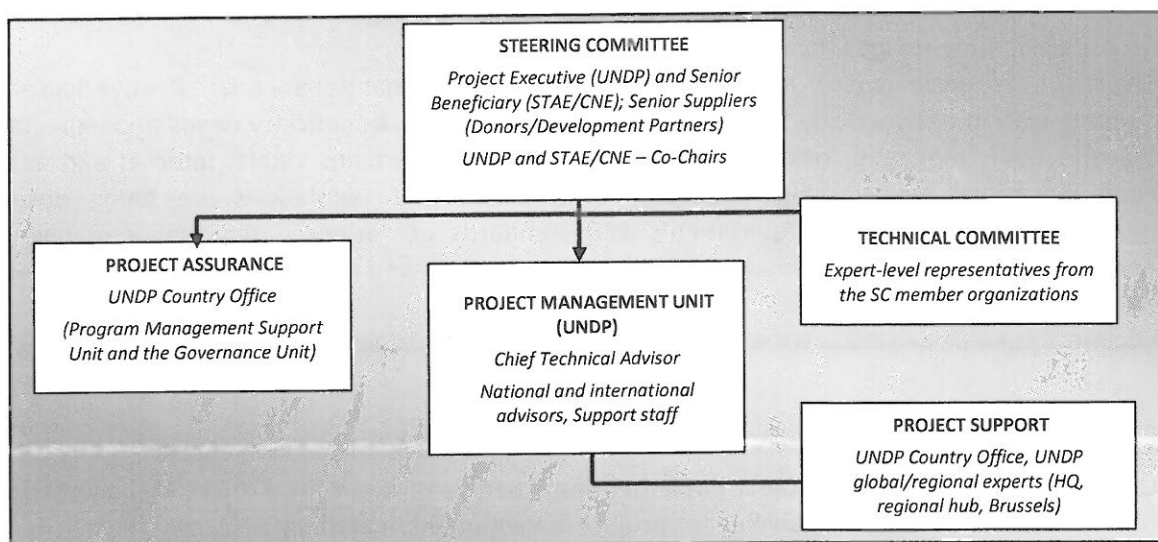 STEERING COMMITTEE
Project Executive (UNDP) and Senior
Beneficiary (STAE/CNE); Senior Suppliers
(Donors/Development Partners)
UNDP and STAE/CNE – Co-Chairs
PROJECT ASSURANCE
UNDP Country Office
(Program Management Support
Unit and the Governance Unit)
PROJECT MANAGEMENT UNIT
(UNDP)
Chief Technical Advisor
National and international
advisors, Support staff
TECHNICAL COMMITTEE
Expert-level representatives from
the SC member organizations
PROJECT SUPPORT
UNDP Country Office, UNDP
global/regional experts (HQ,
regional hub, Brussels)